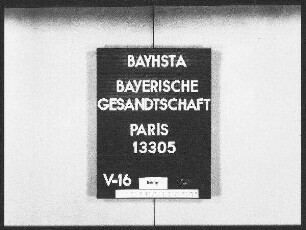 BAYHSTA
BAYERISCHE
GESANDTSCHAFT
PARIS
13305
V-16